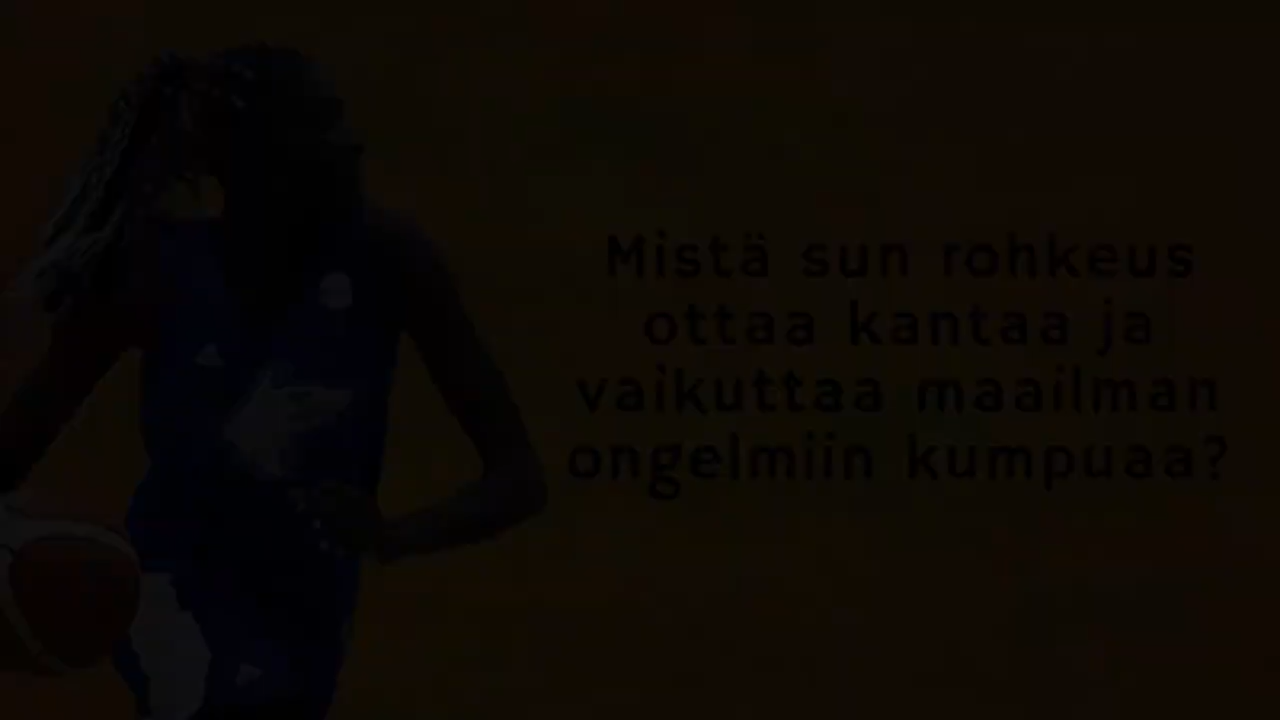 Mistä sun rohkeus
ottaa kantaa ja
vaikuttaa maailman
ongelmiin kumpuaa?